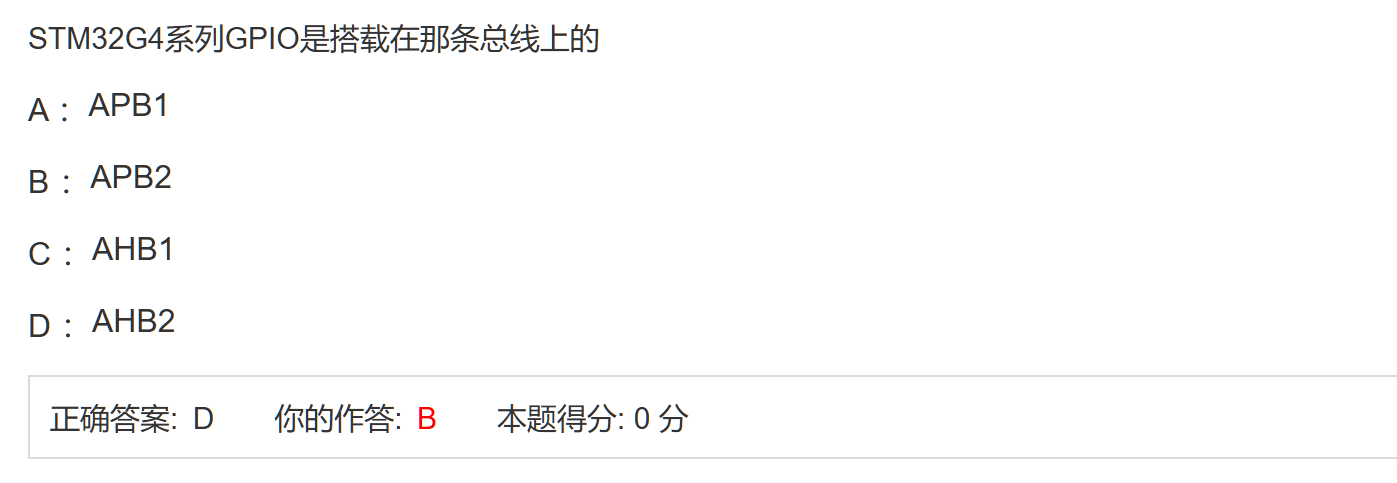 STM32G4系列GPIO是搭载在那条总线上的
A： APB1
B： APB2
C： AHB1
D： AHB2
正确答案: D 你的作答: B 本题得分: 0 分